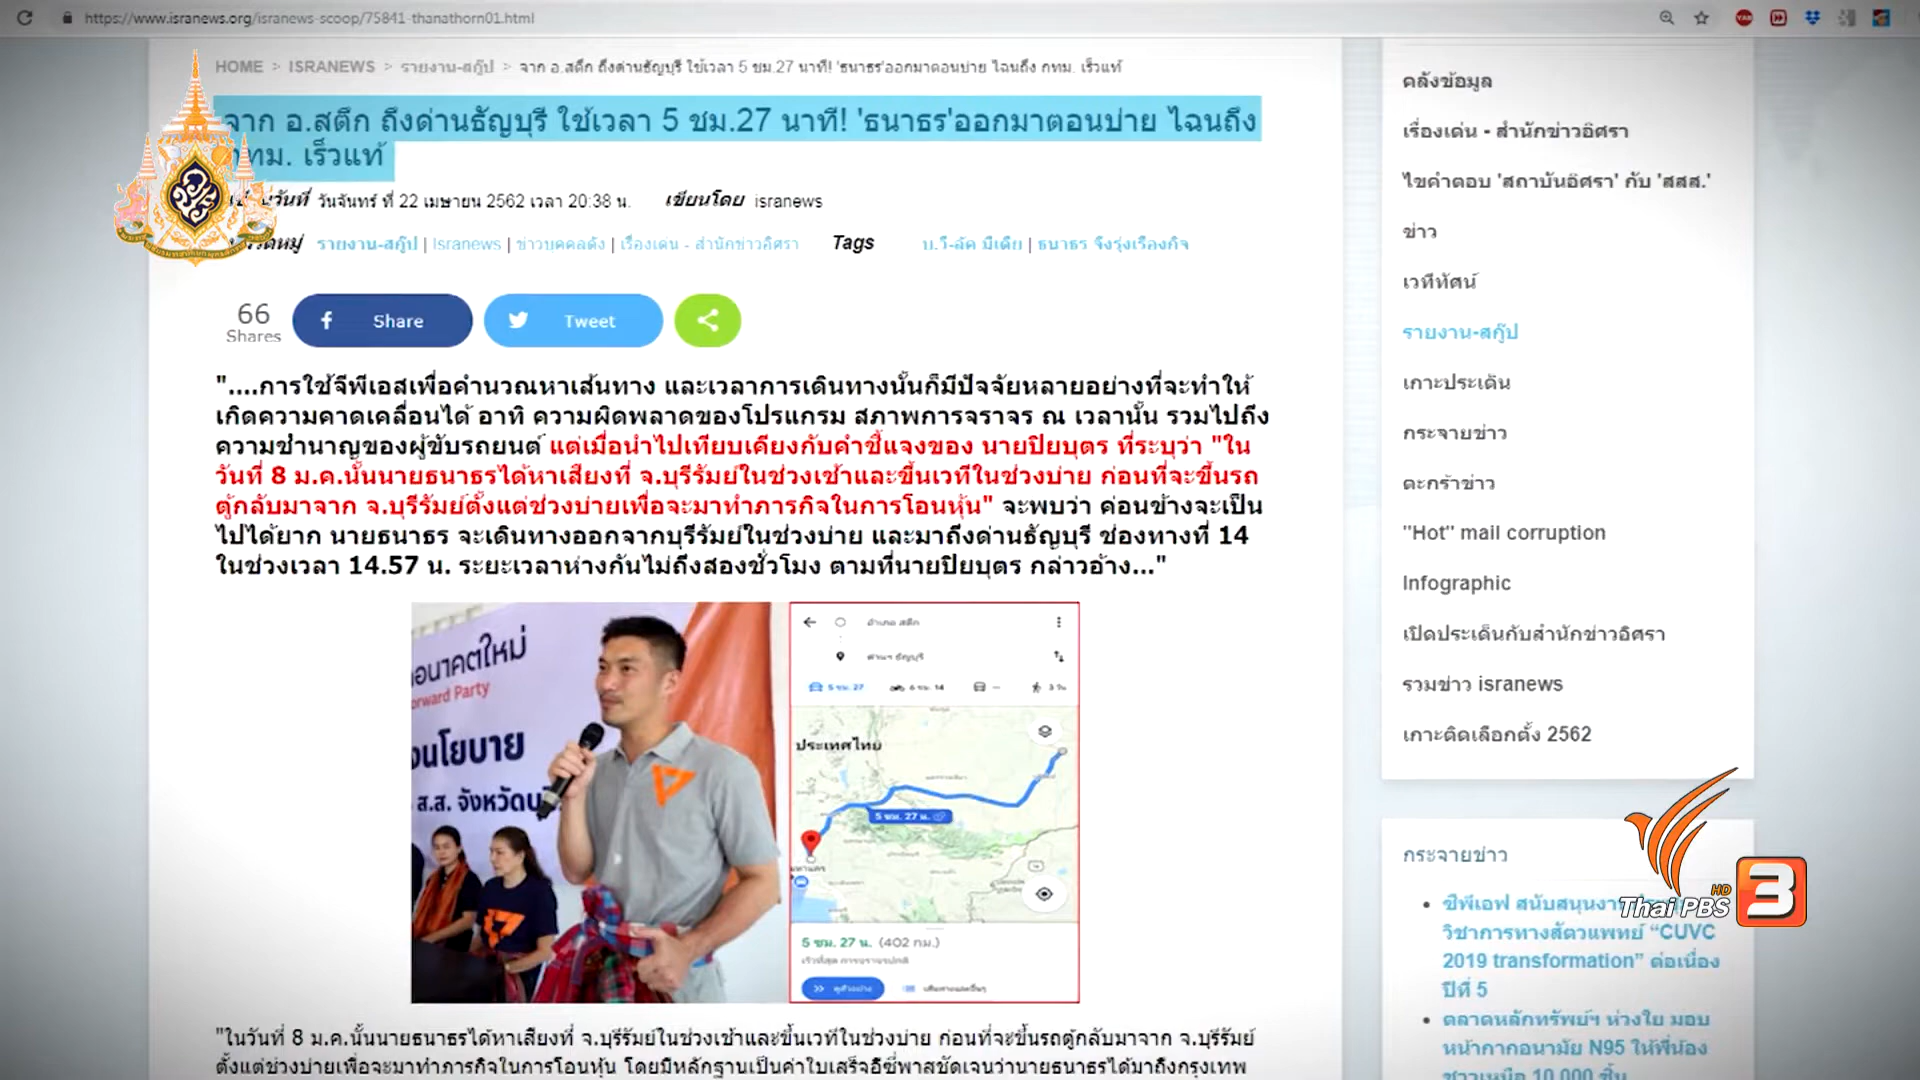 https://www.isranews.org/isranews-scoop/75841-thanathorn01.html
HOME > ISRANEWS > รายงาน-สกู๊ป > จาก อ.สตึก ถึงด่านธัญบุรี ใช้เวลา 5 ชม.27 นาที! 'ธนาธร'ออกมาตอนบ่าย ไฉนถึง กทม. เร็วแท้
จาก อ.สตึก ถึงด่านธัญบุรี ใช้เวลา 5 ชม.27 นาที! 'ธนาธร'ออกมาตอนบ่าย ไฉนถึง
กทม. เร็วแท้
วันจันทร์ ที่ 22 เมษายน 2562 เวลา 20:38 น. เขียนโดย isranews
รายงาน-สกู๊ป | Isranews | ข่าวบุคคลดัง | เรื่องเด่น - สำนักข่าวอิศรา Tags บ.วี-ลัค มีเดีย | ธนาธร จึงรุ่งเรืองกิจ
66
Shares
Share
Tweet
"....การใช้จีพีเอสเพื่อคำนวณหาเส้นทาง และเวลาการเดินทางนั้นก็มีปัจจัยหลายอย่างที่จะทำให้
เกิดความคาดเคลื่อนได้ อาทิ ความผิดพลาดของโปรแกรม สภาพการจราจร ณ เวลานั้น รวมไปถึง
ความชำนาญของผู้ขับรถยนต์ แต่เมื่อนำไปเทียบเคียงกับคำชี้แจงของ นายปิยบุตร ที่ระบุว่า "ใน
วันที่ 8 ม.ค.นั้นนายธนาธรได้หาเสียงที่ จ.บุรีรัมย์ในช่วงเช้าและขึ้นเวทีในช่วงบ่าย ก่อนที่จะขึ้นรถ
ตู้กลับมาจาก จ.บุรีรัมย์ตั้งแต่ช่วงบ่ายเพื่อจะมาทำภารกิจในการโอนหุ้น" จะพบว่า ค่อนข้างจะเป็น
ไปได้ยาก นายธนาธร จะเดินทางออกจากบุรีรัมย์ในช่วงบ่าย และมาถึงด่านธัญบุรี ช่องทางที่ 14
ในช่วงเวลา 14.57 น. ระยะเวลาห่างกันไม่ถึงสองชั่วโมง ตามที่นายปิยบุตร กล่าวอ้าง..."
อนาคตใหม่
orward Party
นโยบาย
ส.ส. จังหวัดบุ
อำเภอ สตึก
ด่านฯ ธัญบุรี
5 ชม. 27
6 ชม. 14
3 วัน
ประเทศไทย
5 ชม. 27 น.
5 ชม. 27 น. (402 กม.)
"ในวันที่ 8 ม.ค.นั้นนายธนาธรได้หาเสียงที่ จ.บุรีรัมย์ในช่วงเช้าและขึ้นเวทีในช่วงบ่าย ก่อนที่จะขึ้นรถตู้กลับมาจาก จ.บุรีรัมย์
ตั้งแต่ช่วงบ่ายเพื่อจะมาทำภารกิจในการโอนหุ้น โดยมีหลักฐานเป็นค่าใบเสร็จอีซี่พาสชัดเจนว่านายธนาธรได้มาถึงกรุงเทพ
คลังข้อมูล
เรื่องเด่น - สำนักข่าวอิศรา
ไขคำตอบ 'สถาบันอิศรา' กับ 'สสส.'
ข่าว
เวทีทัศน์
รายงาน-สกู๊ป
เกาะประเด็น
กระจายข่าว
ตะกร้าข่าว
"Hot" mail corruption
Infographic
เปิดประเด็นกับสำนักข่าวอิศรา
รวมข่าว isranews
เกาะติดเลือกตั้ง 2562
กระจายข่าว
ซีพีเอฟ สนับสนุนงา
วิชาการทางสัตวแพทย์ “CUVC
2019 transformation” ต่อเนื่อง
ปีที่ 5
ตลาดหลักทรัพย์ฯ ห่วงใย มอบ
หน้ากากอนามัย N95 ให้พี่น้อง
ชาวเหนือ 10,000 ชิ้น
Thai PBS HD 3